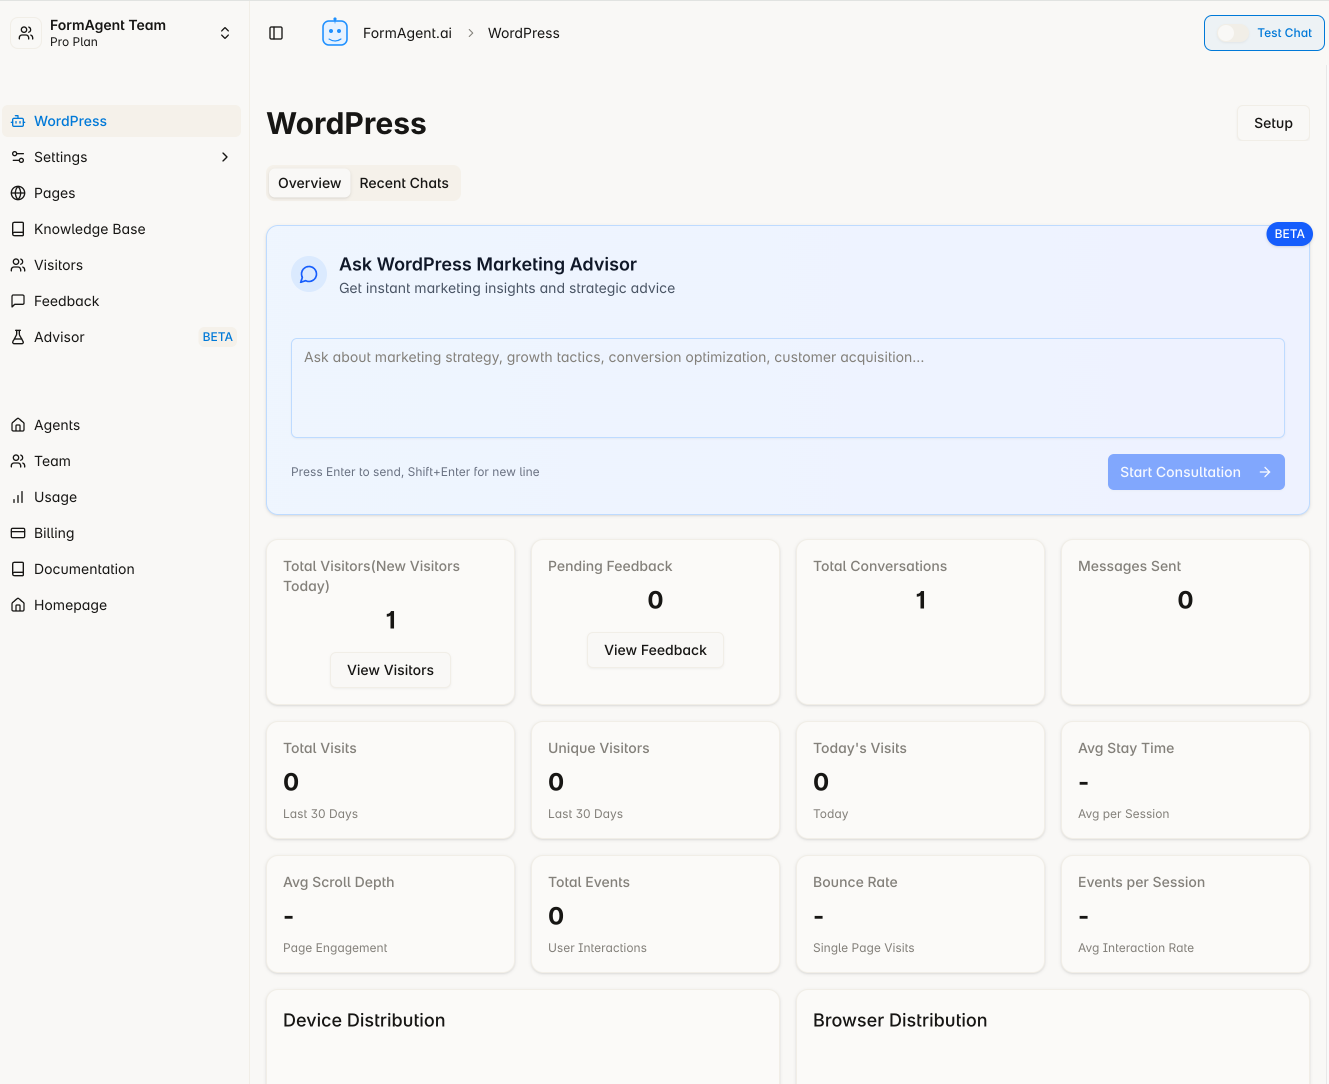 FormAgent Team
Pro Plan
FormAgent.ai
WordPress
Test Chat
WordPress
Settings
Pages
Knowledge Base
Visitors
Feedback
Advisor
BETA
Agents
Team
Usage
Billing
Documentation
Homepage
WordPress
Setup
Overview
Recent Chats
BETA
Ask WordPress Marketing Advisor
Get instant marketing insights and strategic advice
Ask about marketing strategy, growth tactics, conversion optimization, customer acquisition...
Press Enter to send, Shift+Enter for new line
Start Consultation
Total Visitors(New Visitors
Today)
1
View Visitors
Pending Feedback
0
View Feedback
Total Conversations
1
Messages Sent
0
Total Visits
0
Last 30 Days
Unique Visitors
0
Last 30 Days
Today's Visits
0
Today
Avg Stay Time
-
Avg per Session
Avg Scroll Depth
-
Page Engagement
Total Events
0
User Interactions
Bounce Rate
-
Single Page Visits
Events per Session
-
Avg Interaction Rate
Device Distribution
Browser Distribution